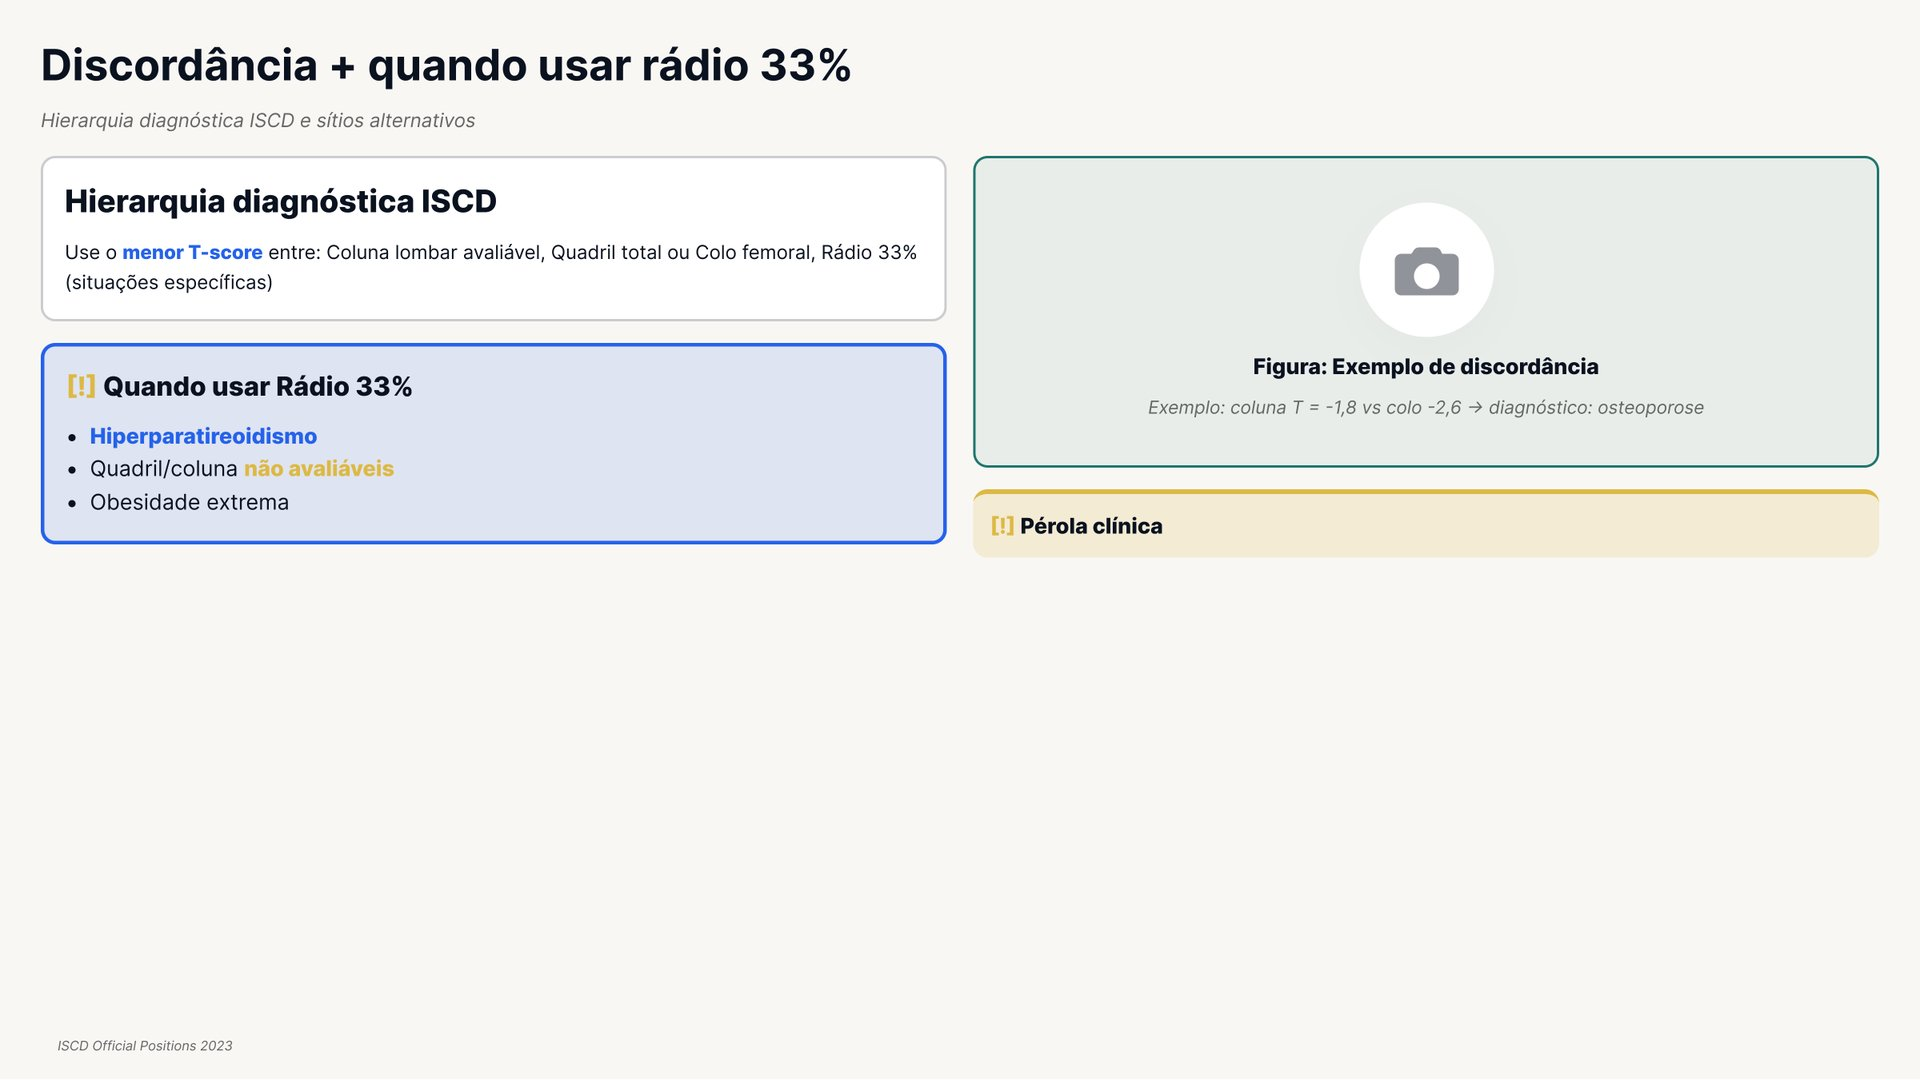 Discordância + quando usar rádio 33%
Hierarquia diagnóstica ISCD e sítios alternativos
Hierarquia diagnóstica ISCD
Use o menor T-score entre: Coluna lombar avaliável, Quadril total ou Colo femoral, Rádio 33%
(situações específicas)
[!] Quando usar Rádio 33%
• Hiperparatireoidismo
• Quadril/coluna não avaliáveis
• Obesidade extrema
Figura: Exemplo de discordância
Exemplo: coluna T = -1,8 vs colo -2,6 → diagnóstico: osteoporose
[!] Pérola clínica
ISCD Official Positions 2023